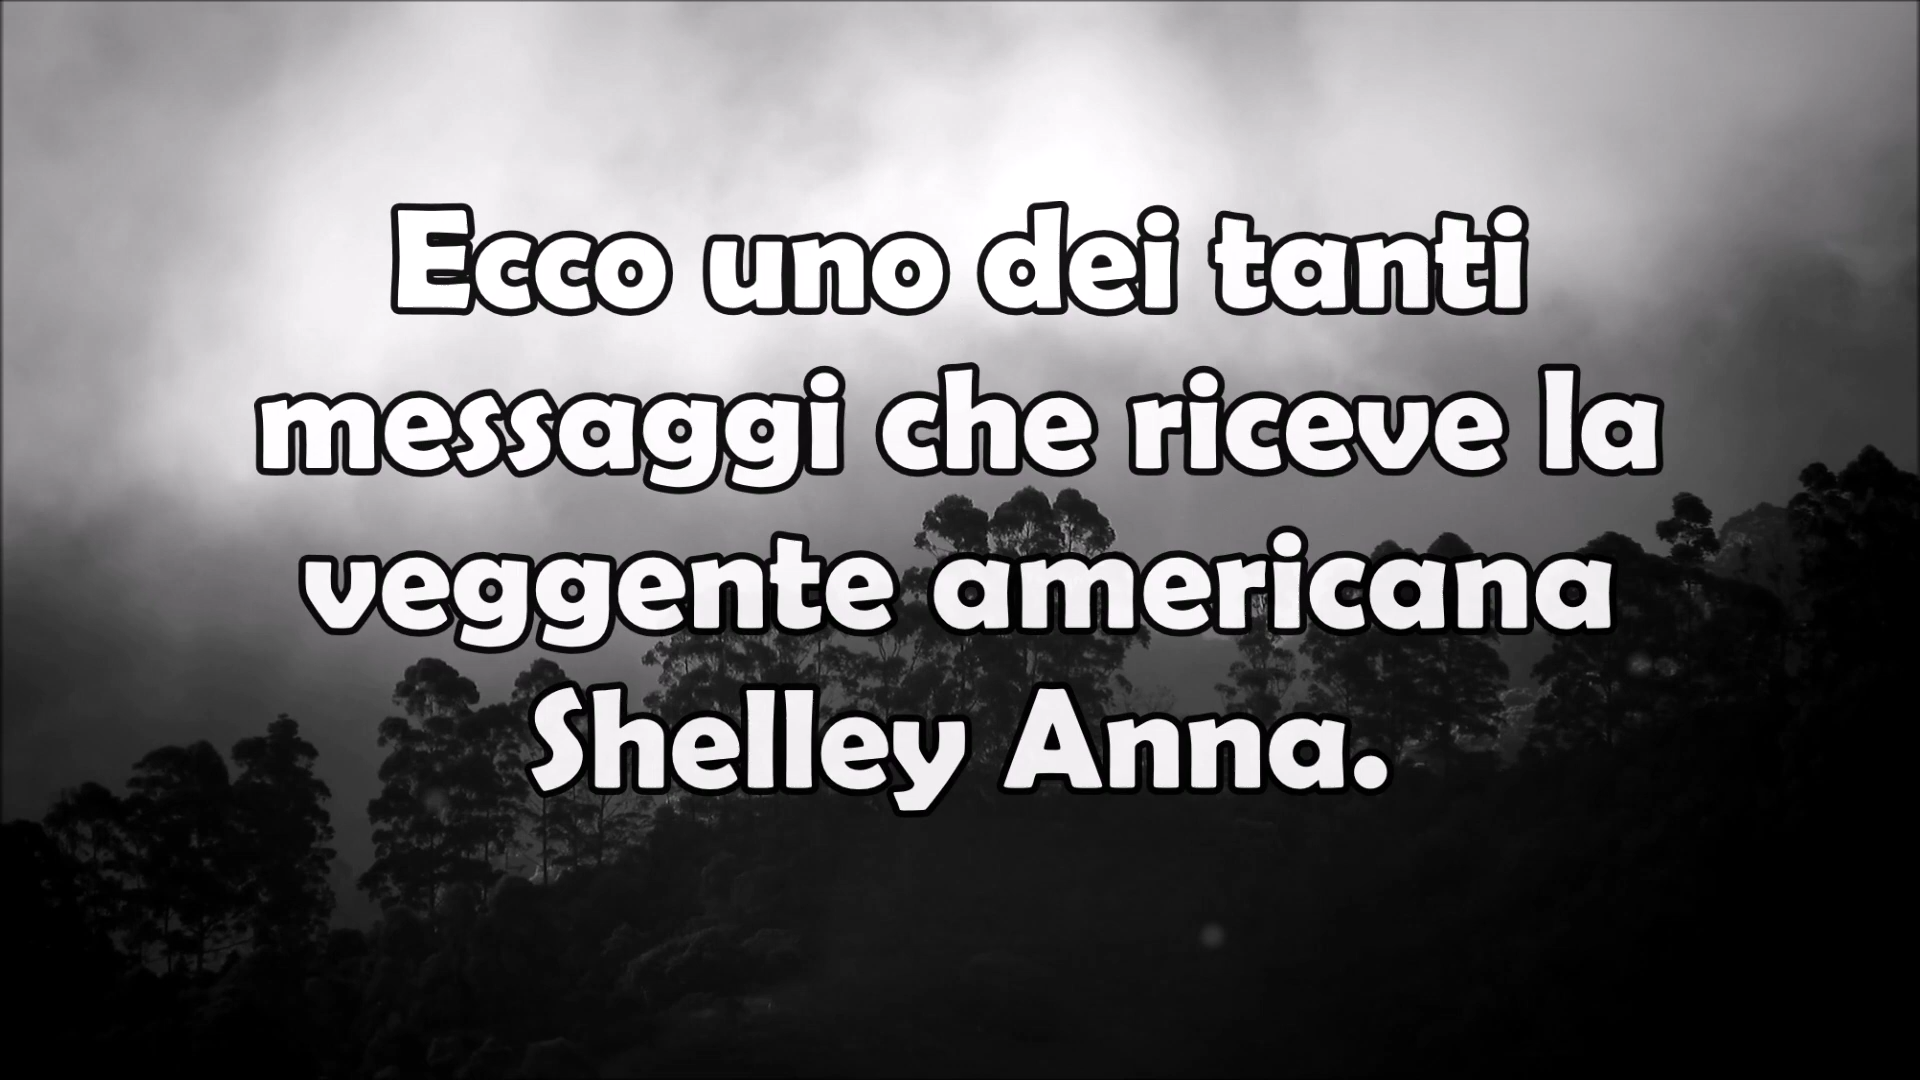 Ecco uno dei tanti
messaggi che riceve la
veggente americana
Shelley Anna.